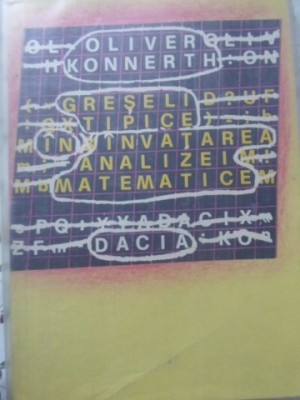 OLIVER
KONNERTH
GREŞELI
TIPICE
ÎN ÎNVĂŢAREA
ANALIZEI
MATEMATICE
DACIA